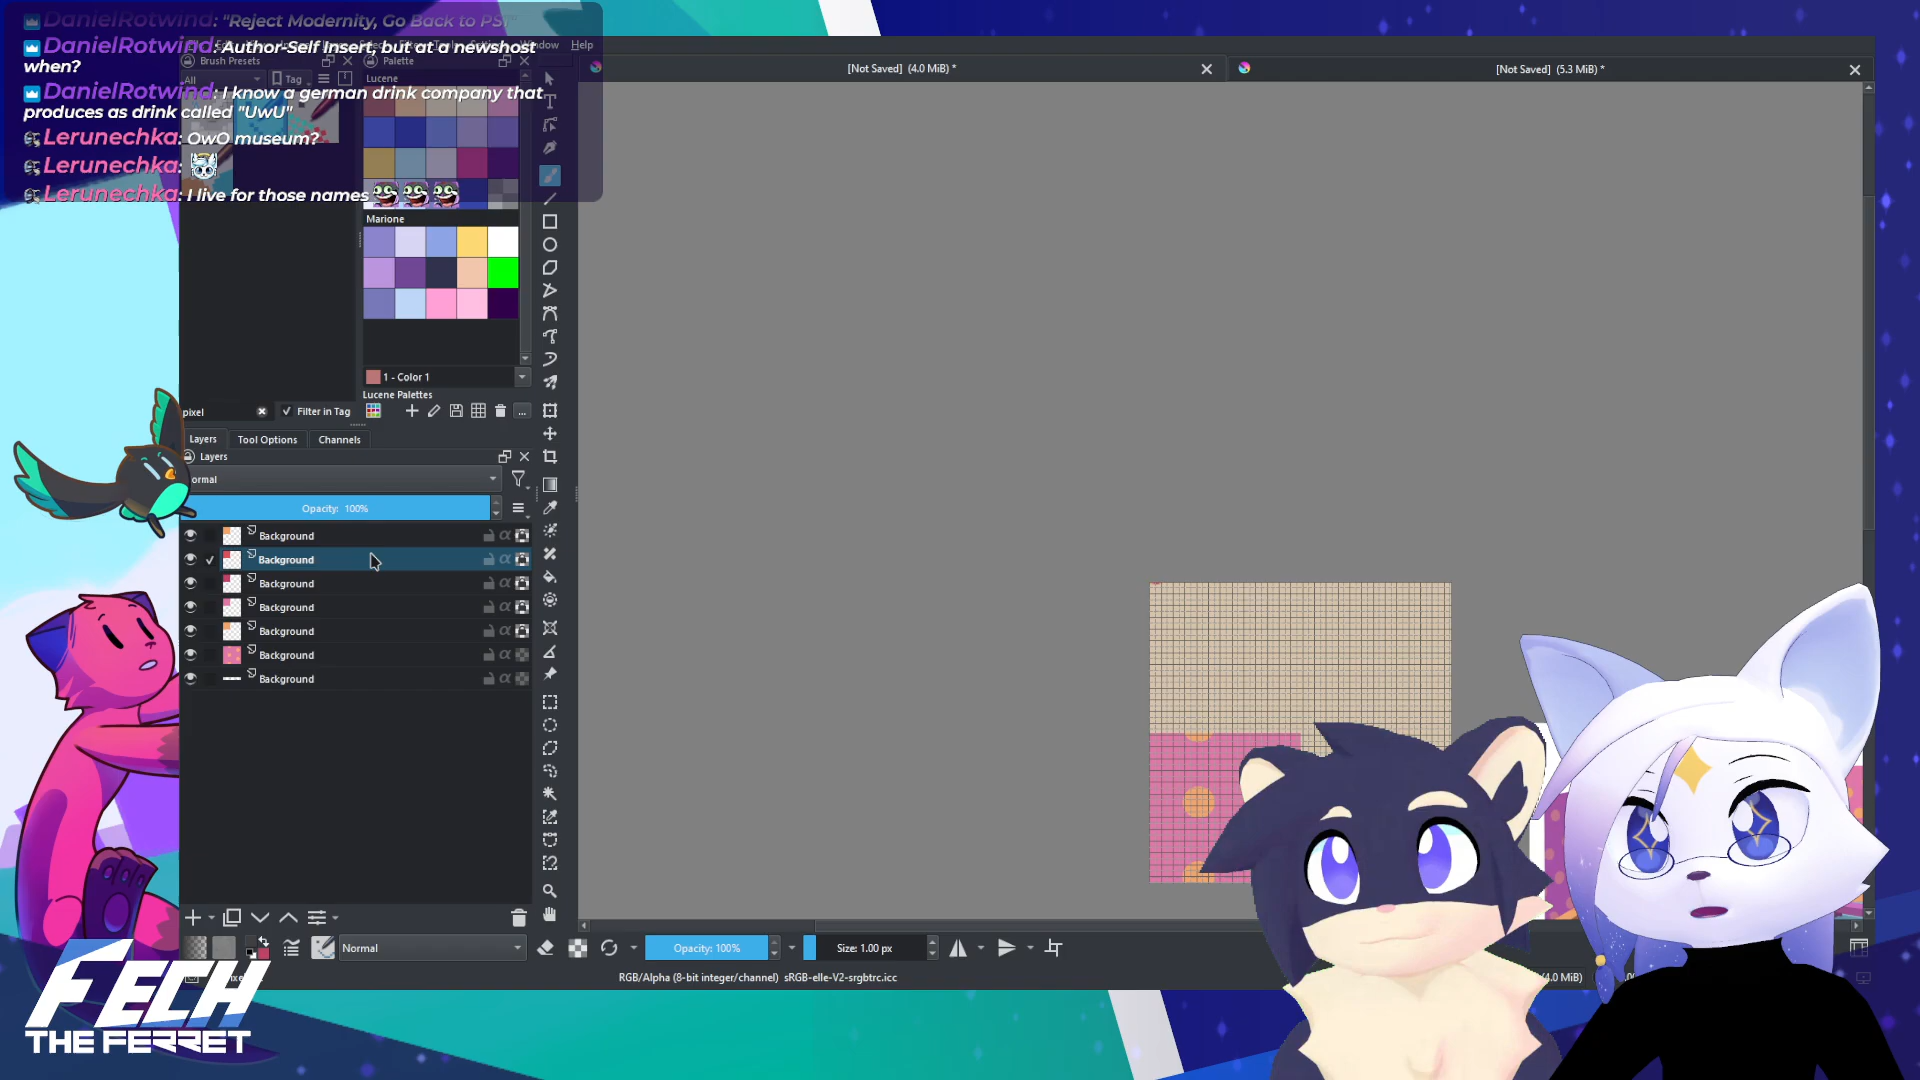 DanielRotwind: "Reject Modernity, Go Back to PS1"
DanielRotwind: Author-Self Insert, but at a newshost
when?
DanielRotwind: I know a german drink company that
produces as drink called "UwU"
Lerunechka: OwO museum?
Lerunechka:
Lerunechka: I live for those names
Window Help
Brush Presets
Palette
All
Tag
Lucene
[Not Saved] (4.0 MiB) *
[Not Saved] (5.3 MiB) *
Marione
1 - Color 1
Lucene Palettes
pixel
Filter in Tag
...
Layers
Tool Options
Channels
Layers
ormal
Opacity: 100%
Background
Background
Background
Background
Background
Background
Background
Normal
Opacity: 100%
Size: 1.00 px
RGB/Alpha (8-bit integer/channel) sRGB-elle-V2-srgbtrc.icc
(4.0 MiB)
FECH
THE FERRET